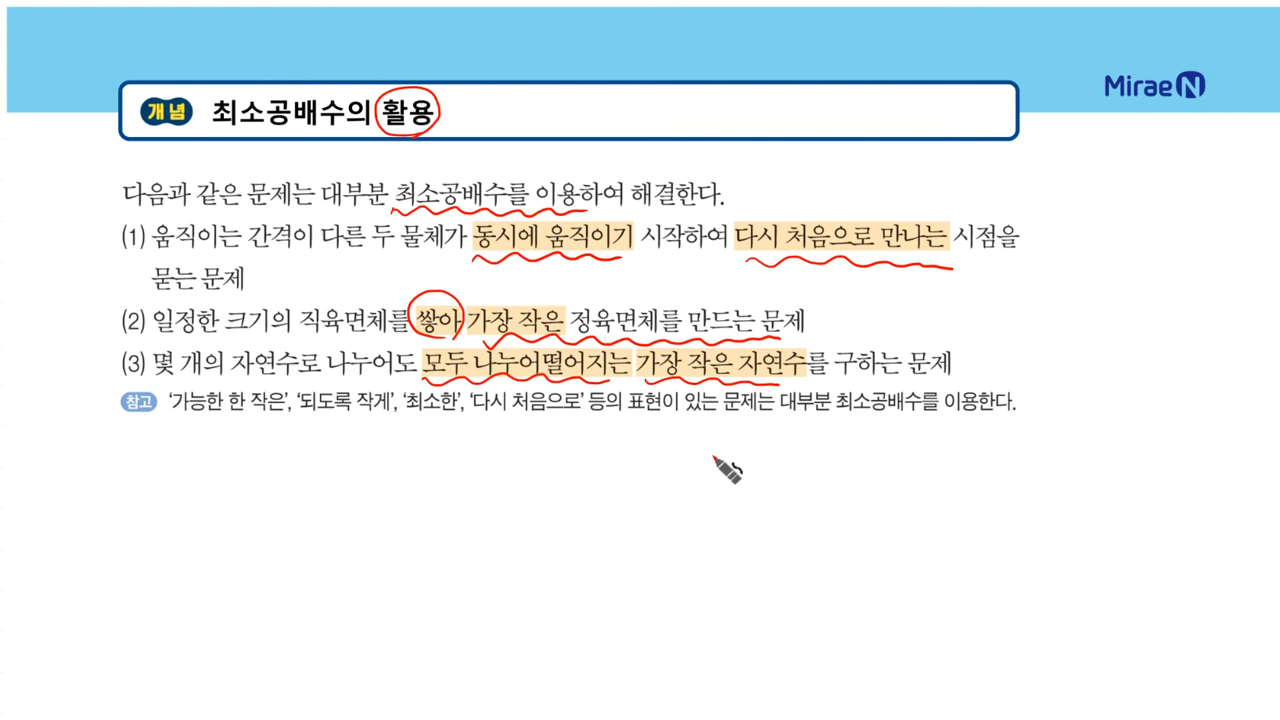 Mirae N
개념 최소공배수의 활용
다음과 같은 문제는 대부분 최소공배수를 이용하여 해결한다.
(1) 움직이는 간격이 다른 두 물체가 동시에 움직이기 시작하여 다시 처음으로 만나는 시점을
묻는 문제
(2) 일정한 크기의 직육면체를 쌓아 가장 작은 정육면체를 만드는 문제
(3) 몇 개의 자연수로 나누어도 모두 나누어떨어지는 가장 작은 자연수를 구하는 문제
참고 ‘가능한 한 작은’, ‘되도록 작게’, ‘최소한’, ‘다시 처음으로’ 등의 표현이 있는 문제는 대부분 최소공배수를 이용한다.